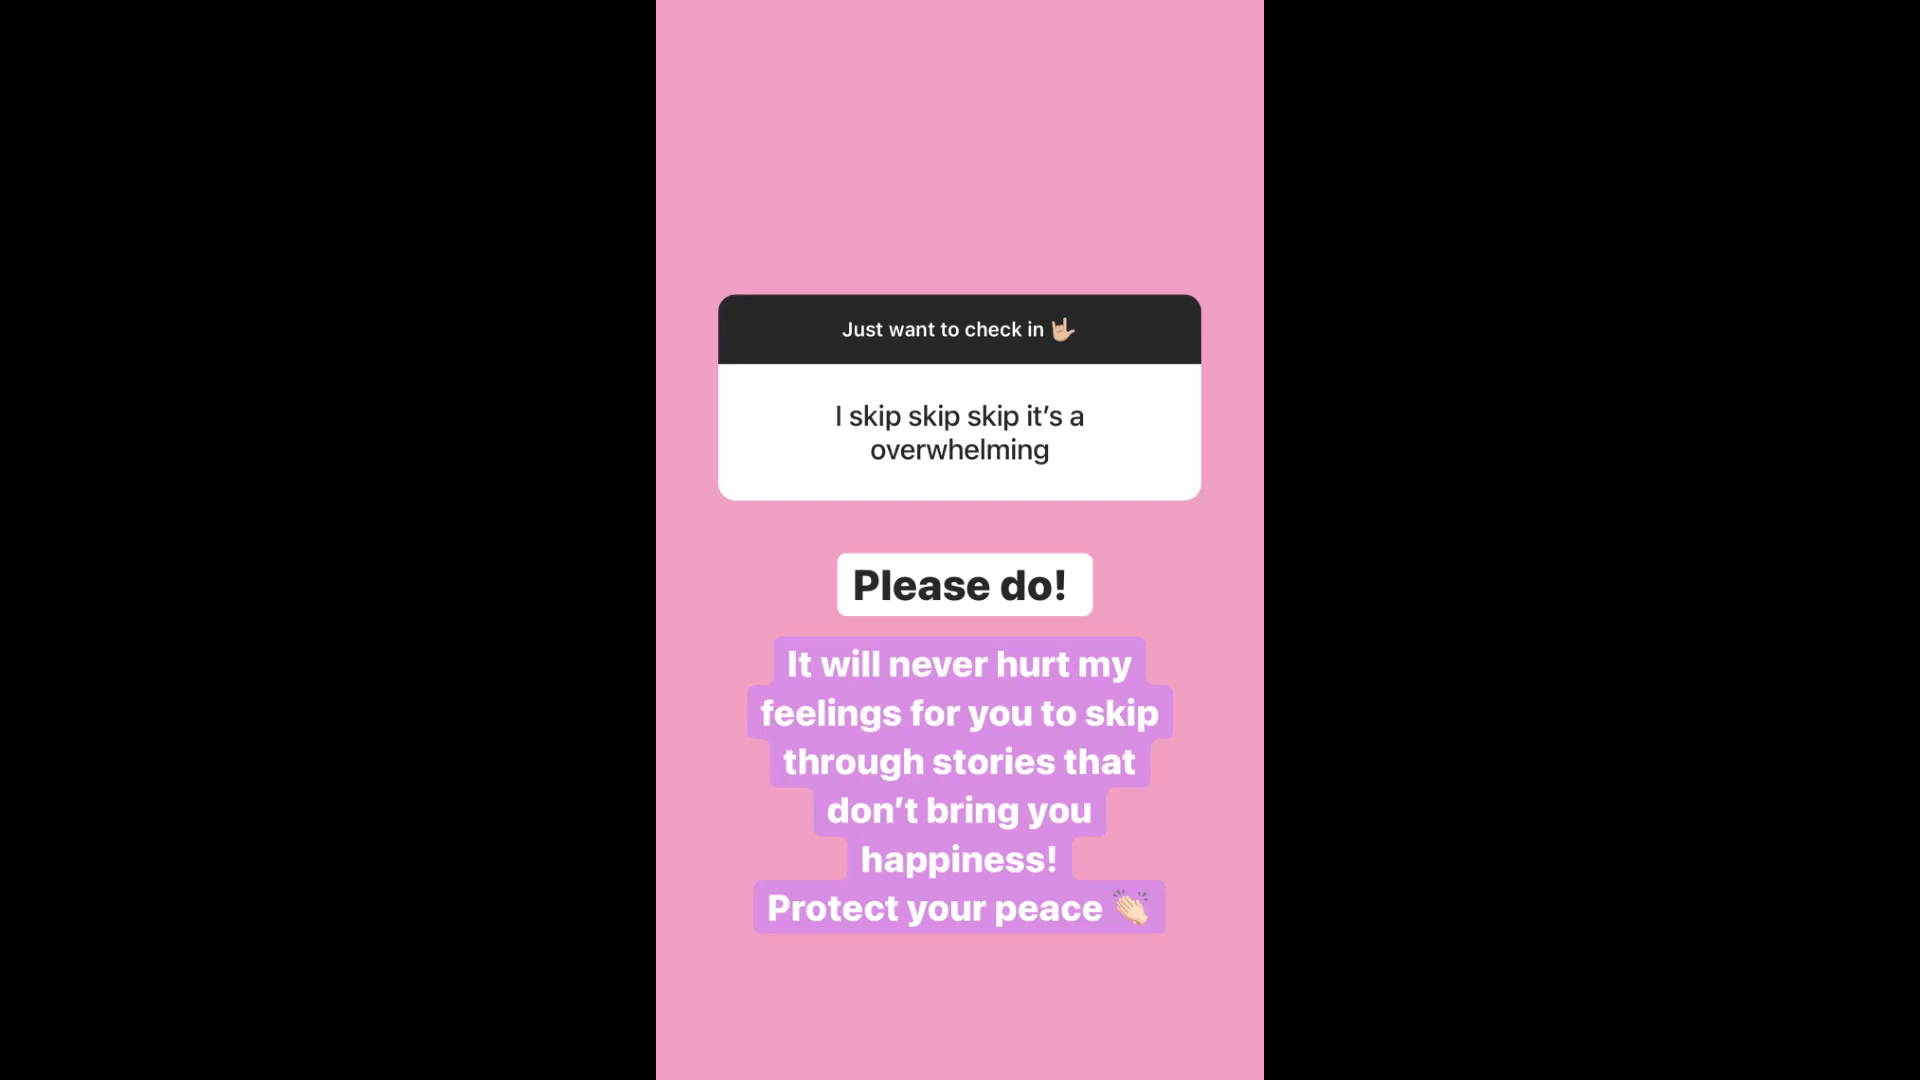 Just want to check in 🤟🏼
I skip skip skip it’s a
overwhelming
Please do!
It will never hurt my
feelings for you to skip
through stories that
don’t bring you
happiness!
Protect your peace 👏🏻